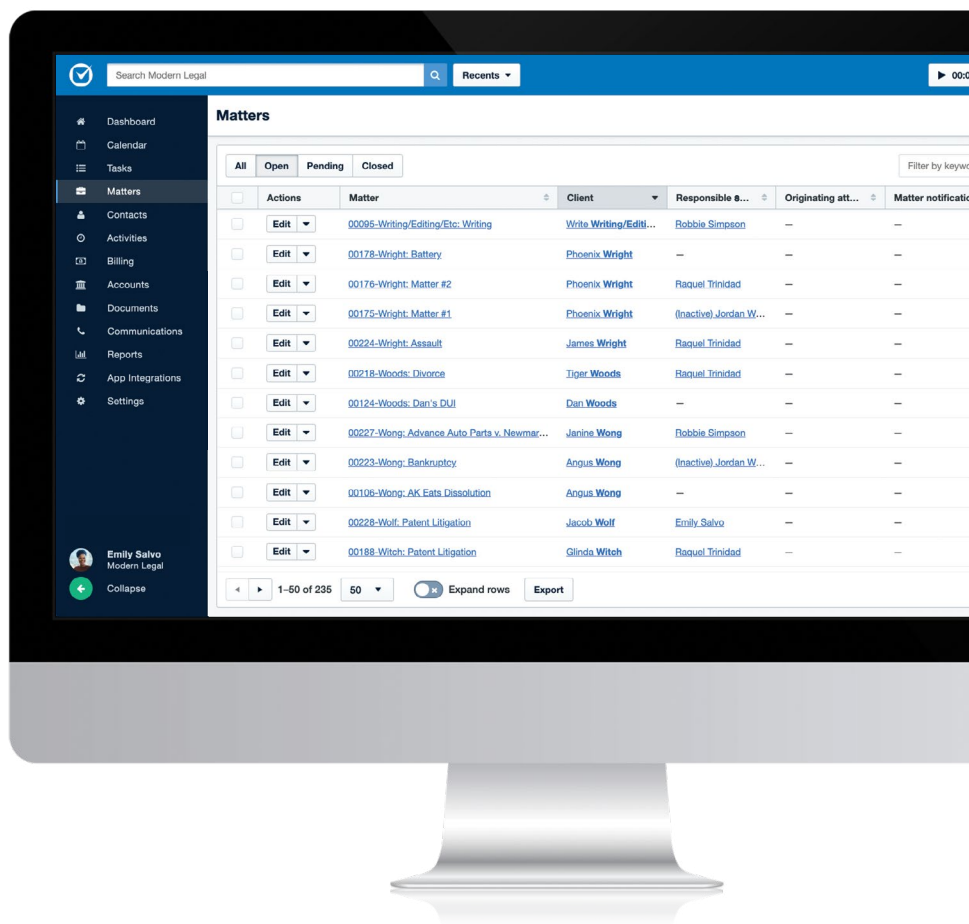 Search Modern Legal Recents 00:0
Dashboard
Calendar
Tasks
Matters
Contacts
Activities
Billing
Accounts
Documents
Communications
Reports
App Integrations
Settings
Emily Salvo
Modern Legal
Collapse
Matters
All Open Pending Closed Filter by keywo
Actions Matter Client Responsible a... Originating att... Matter notificatio
Edit 00095-Writing/Editing/Etc: Writing Write Writing/Editi... Robbie Simpson — —
Edit 00178-Wright: Battery Phoenix Wright — — —
Edit 00176-Wright: Matter #2 Phoenix Wright Raquel Trinidad — —
Edit 00175-Wright: Matter #1 Phoenix Wright (Inactive) Jordan W... — —
Edit 00224-Wright: Assault James Wright Raquel Trinidad — —
Edit 00218-Woods: Divorce Tiger Woods Raquel Trinidad — —
Edit 00124-Woods: Dan's DUI Dan Woods — — —
Edit 00227-Wong: Advance Auto Parts v. Newmar... Janine Wong Robbie Simpson — —
Edit 00223-Wong: Bankruptcy Angus Wong (Inactive) Jordan W... — —
Edit 00106-Wong: AK Eats Dissolution Angus Wong — — —
Edit 00228-Wolf: Patent Litigation Jacob Wolf Emily Salvo — —
Edit 00188-Witch: Patent Litigation Glinda Witch Raquel Trinidad — —
1–50 of 235 50 Expand rows Export